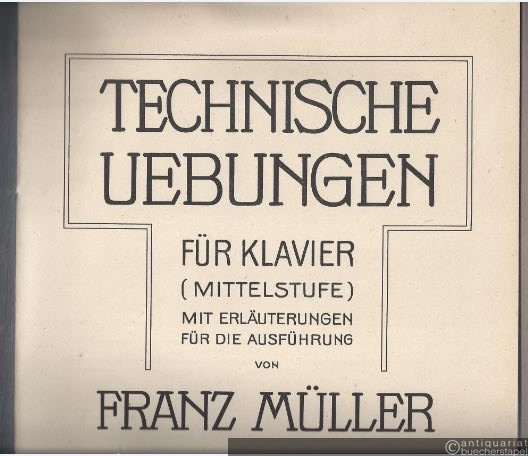 TECHNISCHE
UEBUNGEN
FÜR KLAVIER
(MITTELSTUFE)
MIT ERLÄUTERUNGEN
FÜR DIE AUSFÜHRUNG
VON
FRANZ MÜLLER
©antiquariat
buecherstapel